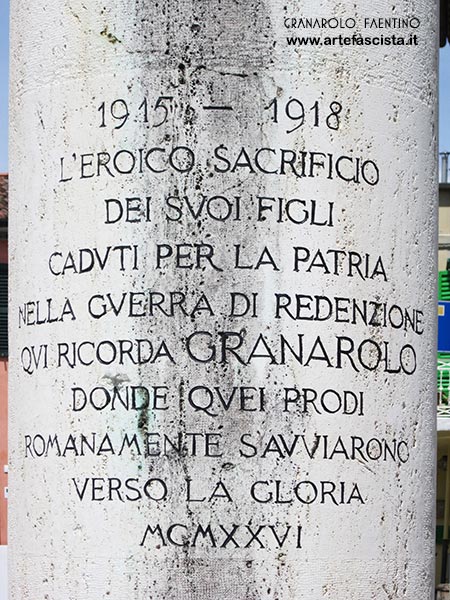 GRANAROLO FAENTINO
www.artefascista.it
1915 — 1918
L'EROICO SACRIFICIO
DEI SVOI FIGLI
CADVTI PER LA PATRIA
NELLA GVERRA DI REDENZIONE
QVI RICORDA GRANAROLO
DONDE QVEI PRODI
ROMANAMENTE S'AVVIARONO
VERSO LA GLORIA
MCMXXVI